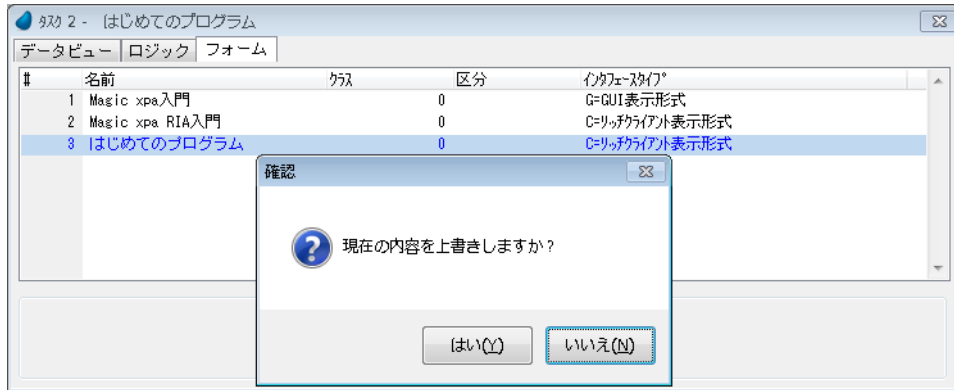 ﾀｽｸ 2 - はじめてのプログラム
データビュー ロジック フォーム
# 名前 ｸﾗｽ 区分 ｲﾝﾀﾌｪｰｽﾀｲﾌﾟ
1 Magic xpa入門 0 G=GUI表示形式
2 Magic xpa RIA入門 0 C=ﾘｯﾁｸﾗｲｱﾝﾄ表示形式
3 はじめてのプログラム 0 C=ﾘｯﾁｸﾗｲｱﾝﾄ表示形式
確認
現在の内容を上書きしますか？
はい(Y) いいえ(N)